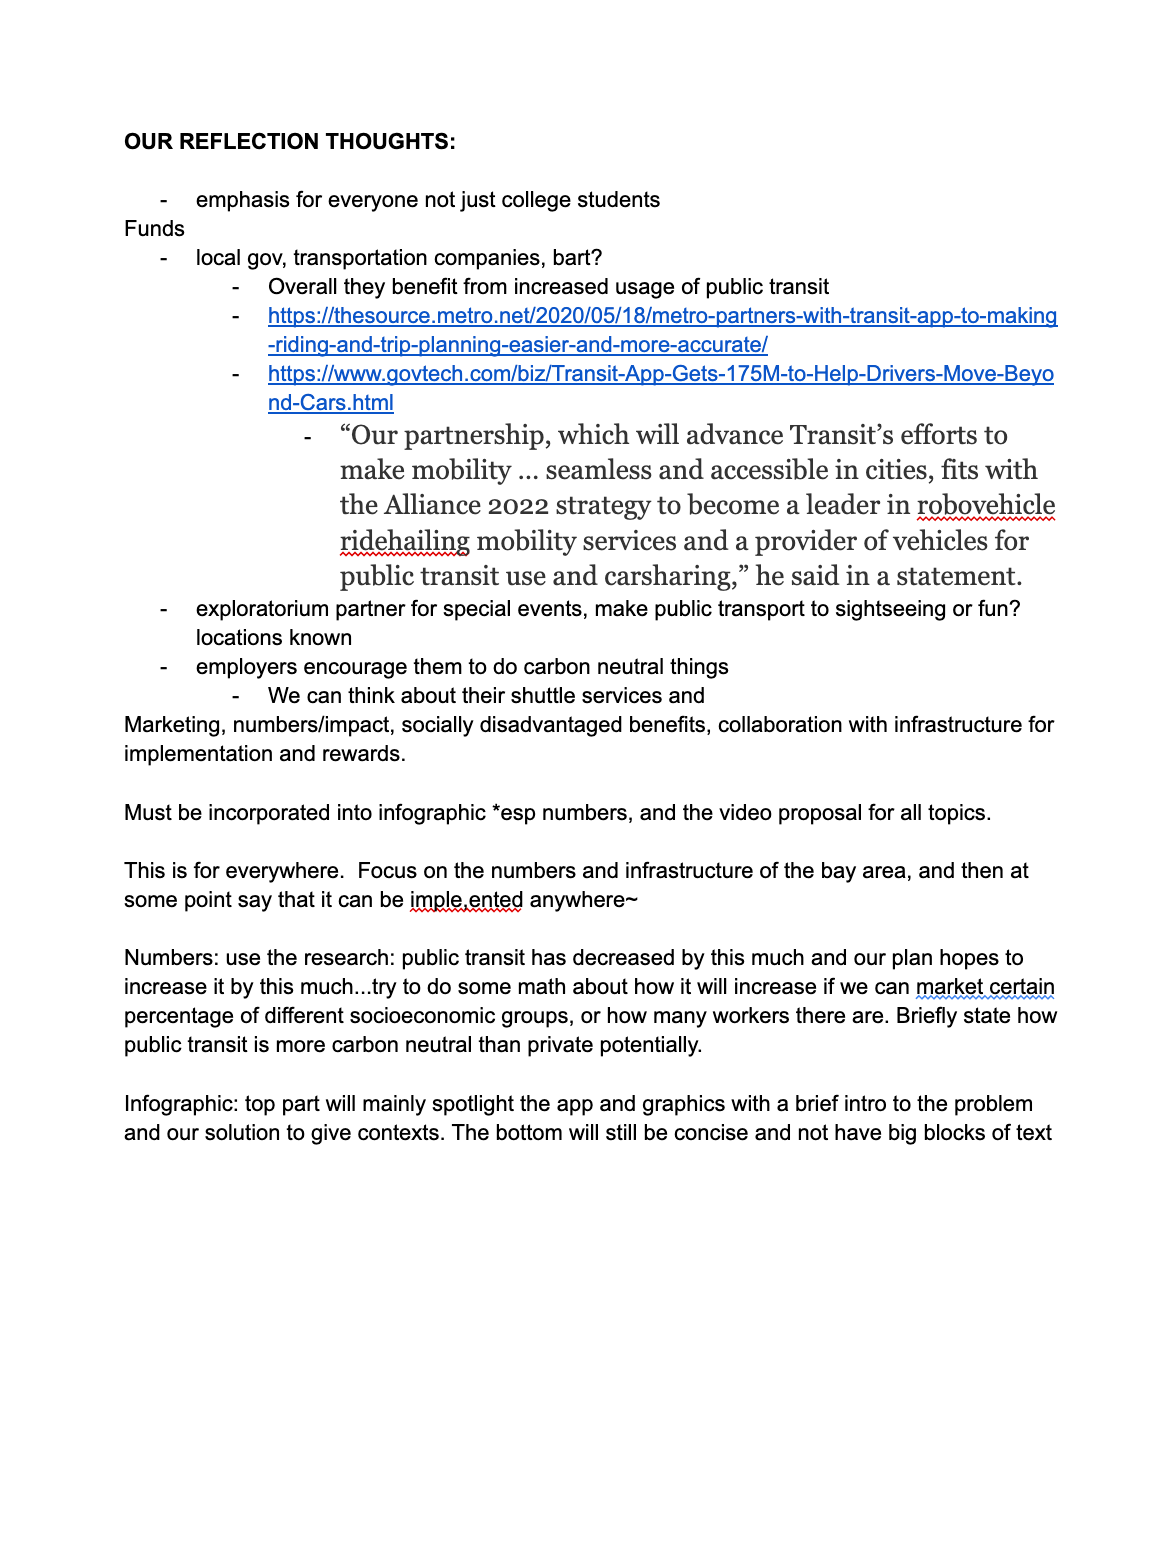 OUR REFLECTION THOUGHTS:
- emphasis for everyone not just college students
Funds
- local gov, transportation companies, bart?
- Overall they benefit from increased usage of public transit
- https://thesource.metro.net/2020/05/18/metro-partners-with-transit-app-to-making
-riding-and-trip-planning-easier-and-more-accurate/
- https://www.govtech.com/biz/Transit-App-Gets-175M-to-Help-Drivers-Move-Beyo
nd-Cars.html
- “Our partnership, which will advance Transit’s efforts to
make mobility ... seamless and accessible in cities, fits with
the Alliance 2022 strategy to become a leader in robovehicle
ridehailing mobility services and a provider of vehicles for
public transit use and carsharing,” he said in a statement.
- exploratorium partner for special events, make public transport to sightseeing or fun?
locations known
- employers encourage them to do carbon neutral things
- We can think about their shuttle services and
Marketing, numbers/impact, socially disadvantaged benefits, collaboration with infrastructure for
implementation and rewards.
Must be incorporated into infographic *esp numbers, and the video proposal for all topics.
This is for everywhere.  Focus on the numbers and infrastructure of the bay area, and then at
some point say that it can be imple,ented anywhere~
Numbers: use the research: public transit has decreased by this much and our plan hopes to
increase it by this much...try to do some math about how it will increase if we can market certain
percentage of different socioeconomic groups, or how many workers there are. Briefly state how
public transit is more carbon neutral than private potentially.
Infographic: top part will mainly spotlight the app and graphics with a brief intro to the problem
and our solution to give contexts. The bottom will still be concise and not have big blocks of text